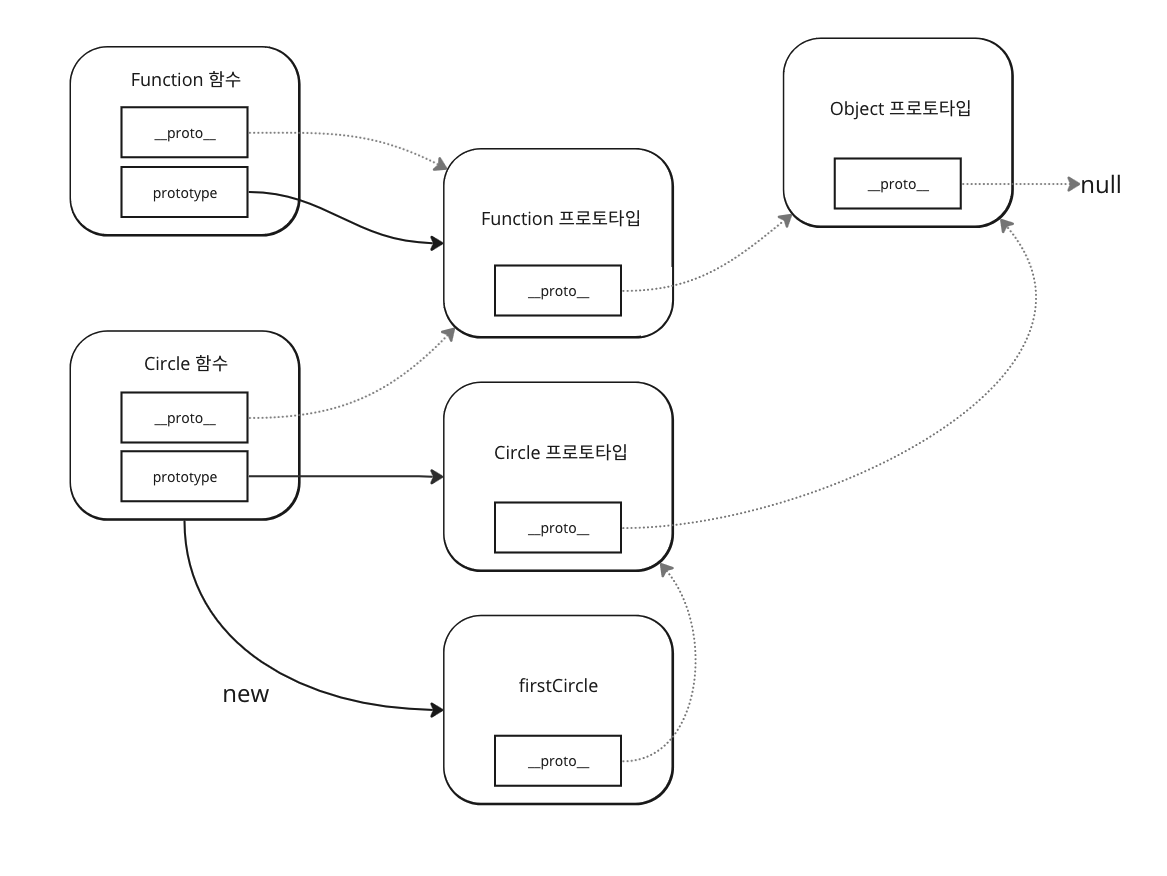 Function 함수
__proto__
prototype
Function 프로토타입
__proto__
Object 프로토타입
__proto__
null
Circle 함수
__proto__
prototype
Circle 프로토타입
__proto__
new
firstCircle
__proto__